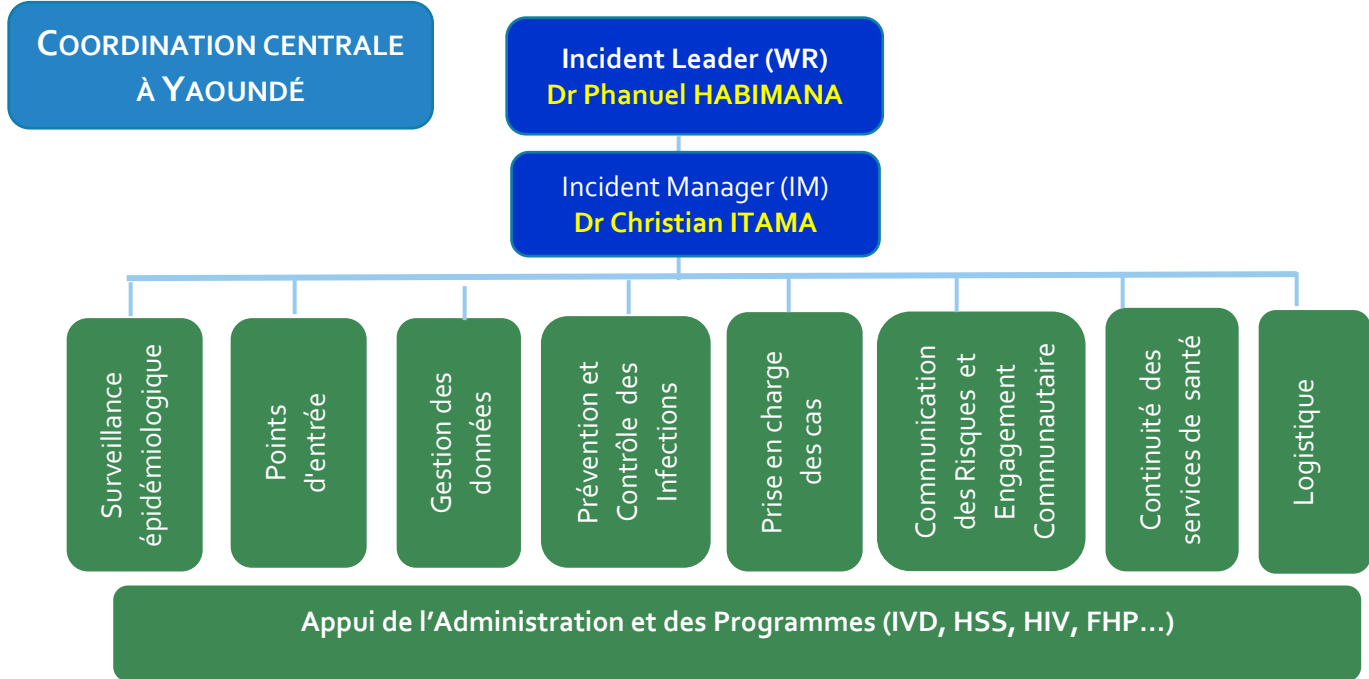 COORDINATION CENTRALE
À YAOUNDÉ
Incident Leader (WR)
Dr Phanuel HABIMANA
Incident Manager (IM)
Dr Christian ITAMA
Surveillance
épidémiologique
Points
d'entrée
Gestion des
données
Prévention et
Contrôle des
Infections
Prise en charge
des cas
Communication
des Risques et
Engagement
Communautaire
Continuité des
services de santé
Logistique
Appui de l’Administration et des Programmes (IVD, HSS, HIV, FHP…)